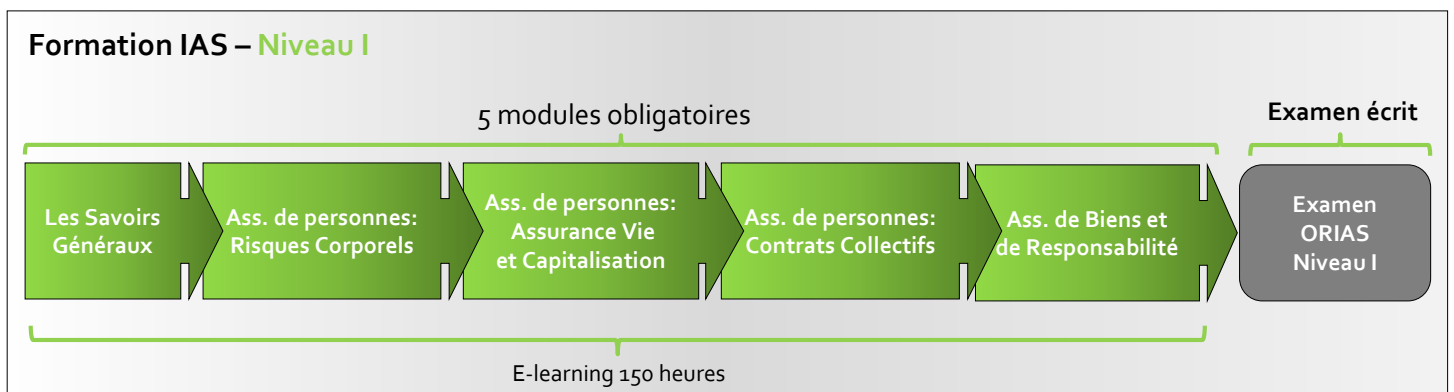 Formation IAS – Niveau I
5 modules obligatoires
Examen écrit
Les Savoirs
Généraux
Ass. de personnes:
Risques Corporels
Ass. de personnes:
Assurance Vie
et Capitalisation
Ass. de personnes:
Contrats Collectifs
Ass. de Biens et
de Responsabilité
Examen
ORIAS
Niveau I
E-learning 150 heures